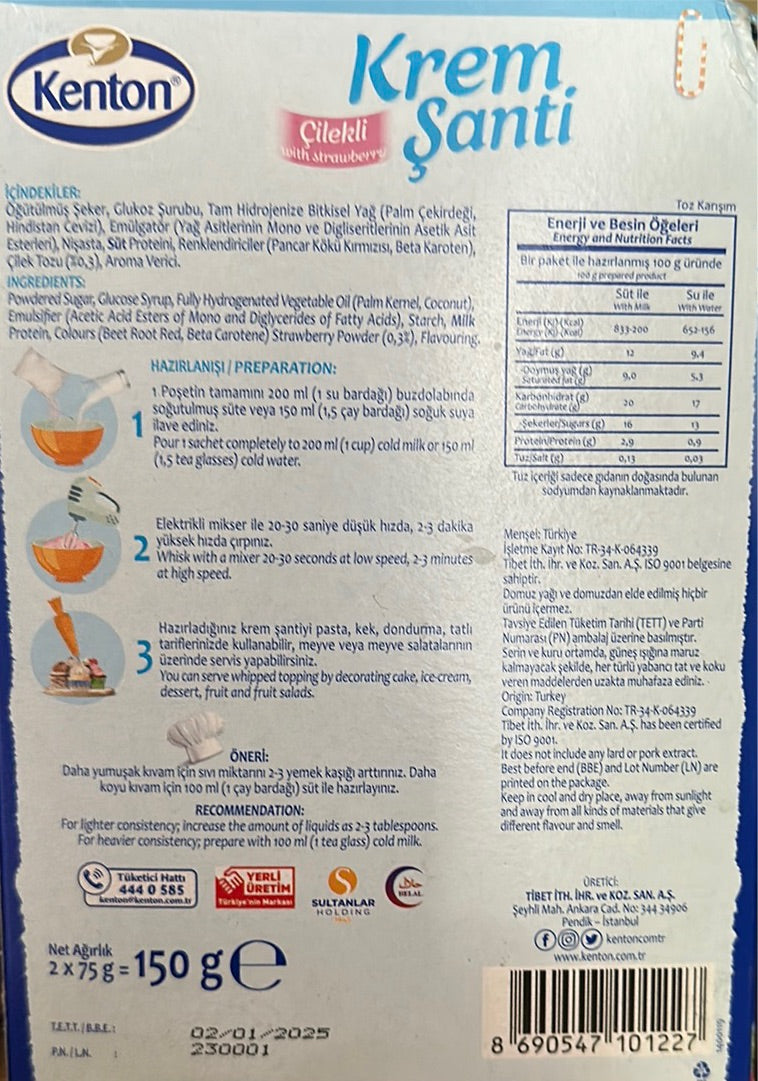 Kenton®
Krem
Şanti
Çilekli
with strawberry
İÇİNDEKİLER:
Öğütülmüş Şeker, Glukoz Şurubu, Tam Hidrojenize Bitkisel Yağ (Palm Çekirdeği,
Hindistan Cevizi), Emülgatör (Yağ Asitlerinin Mono ve Digliseritlerinin Asetik Asit
Esterleri), Nişasta, Süt Proteini, Renklendiriciler (Pancar Kökü Kırmızısı, Beta Karoten),
Çilek Tozu (%0,3), Aroma Verici.
INGREDIENTS:
Powdered Sugar, Glucose Syrup, Fully Hydrogenated Vegetable Oil (Palm Kernel, Coconut),
Emulsifier (Acetic Acid Esters of Mono and Diglycerides of Fatty Acids), Starch, Milk
Protein, Colours (Beet Root Red, Beta Carotene) Strawberry Powder (0,3%), Flavouring.
HAZIRLANIŞI / PREPARATION:
1
1 Poşetin tamamını 200 ml (1 su bardağı) buzdolabında
soğutulmuş süte veya 150 ml (1,5 çay bardağı) soğuk suya
ilave ediniz.
Pour 1 sachet completely to 200 ml (1 cup) cold milk or 150 ml
(1,5 tea glasses) cold water.
2
Elektrikli mikser ile 20-30 saniye düşük hızda, 2-3 dakika
yüksek hızda çırpınız.
Whisk with a mixer 20-30 seconds at low speed, 2-3 minutes
at high speed.
3
Hazırladığınız krem şantiyi pasta, kek, dondurma, tatlı
tariflerinizde kullanabilir, meyve veya meyve salatalarının
üzerinde servis yapabilirsiniz.
You can serve whipped topping by decorating cake, ice-cream,
dessert, fruit and fruit salads.
ÖNERİ:
Daha yumuşak kıvam için sıvı miktarını 2-3 yemek kaşığı arttırınız. Daha
koyu kıvam için 100 ml (1 çay bardağı) süt ile hazırlayınız.
RECOMMENDATION:
For lighter consistency; increase the amount of liquids as 2-3 tablespoons.
For heavier consistency; prepare with 100 ml (1 tea glass) cold milk.
Tüketici Hattı
444 0 585
kenton@kenton.com.tr
YERLİ
ÜRETİM
Türkiye'nin Markası
SULTANLAR
HOLDING
حلال
HELAL
Net Ağırlık
2 x 75 g = 150 g e
T.E.T.T. / B.B.E.: 02/01/2025
P.N. / L.N. : 230001
Toz Karışım
Enerji ve Besin Öğeleri
Energy and Nutrition Facts
Bir paket ile hazırlanmış 100 g üründe
100 g prepared product
Süt ile Su ile
With Milk With Water
Enerji (KJ) (Kcal)
Energy (KJ) (Kcal) 833-200 652-156
Yağ/Fat (g) 12 9,4
-Doymuş yağ (g)
Saturated fat (g) 9,0 5,3
Karbonhidrat (g)
Carbohydrate (g) 20 17
-Şekerler/Sugars (g) 16 13
Protein/Protein (g) 2,9 0,9
Tuz/Salt (g) 0,13 0,03
Tuz içeriği sadece gıdanın doğasında bulunan
sodyumdan kaynaklanmaktadır.
Menşei: Türkiye
İşletme Kayıt No: TR-34-K-064339
Tibet İth. İhr. ve Koz. San. A.Ş. ISO 9001 belgesine
sahiptir.
Domuz yağı ve domuzdan elde edilmiş hiçbir
ürünü içermez.
Tavsiye Edilen Tüketim Tarihi (TETT) ve Parti
Numarası (PN) ambalaj üzerine basılmıştır.
Serin ve kuru ortamda, güneş ışığına maruz
kalmayacak şekilde, her türlü yabancı tat ve koku
veren maddelerden uzakta muhafaza ediniz.
Origin: Turkey
Company Registration No: TR-34-K-064339
Tibet İth. İhr. ve Koz. San. A.Ş. has been certified
by ISO 9001.
It does not include any lard or pork extract.
Best before end (BBE) and Lot Number (LN) are
printed on the package.
Keep in cool and dry place, away from sunlight
and away from all kinds of materials that give
different flavour and smell.
ÜRETİCİ:
TİBET İTH. İHR. ve KOZ. SAN. A.Ş.
Şeyhli Mah. Ankara Cad. No: 344 34906
Pendik - İstanbul
kentoncomtr
www.kenton.com.tr
8 690547 101227